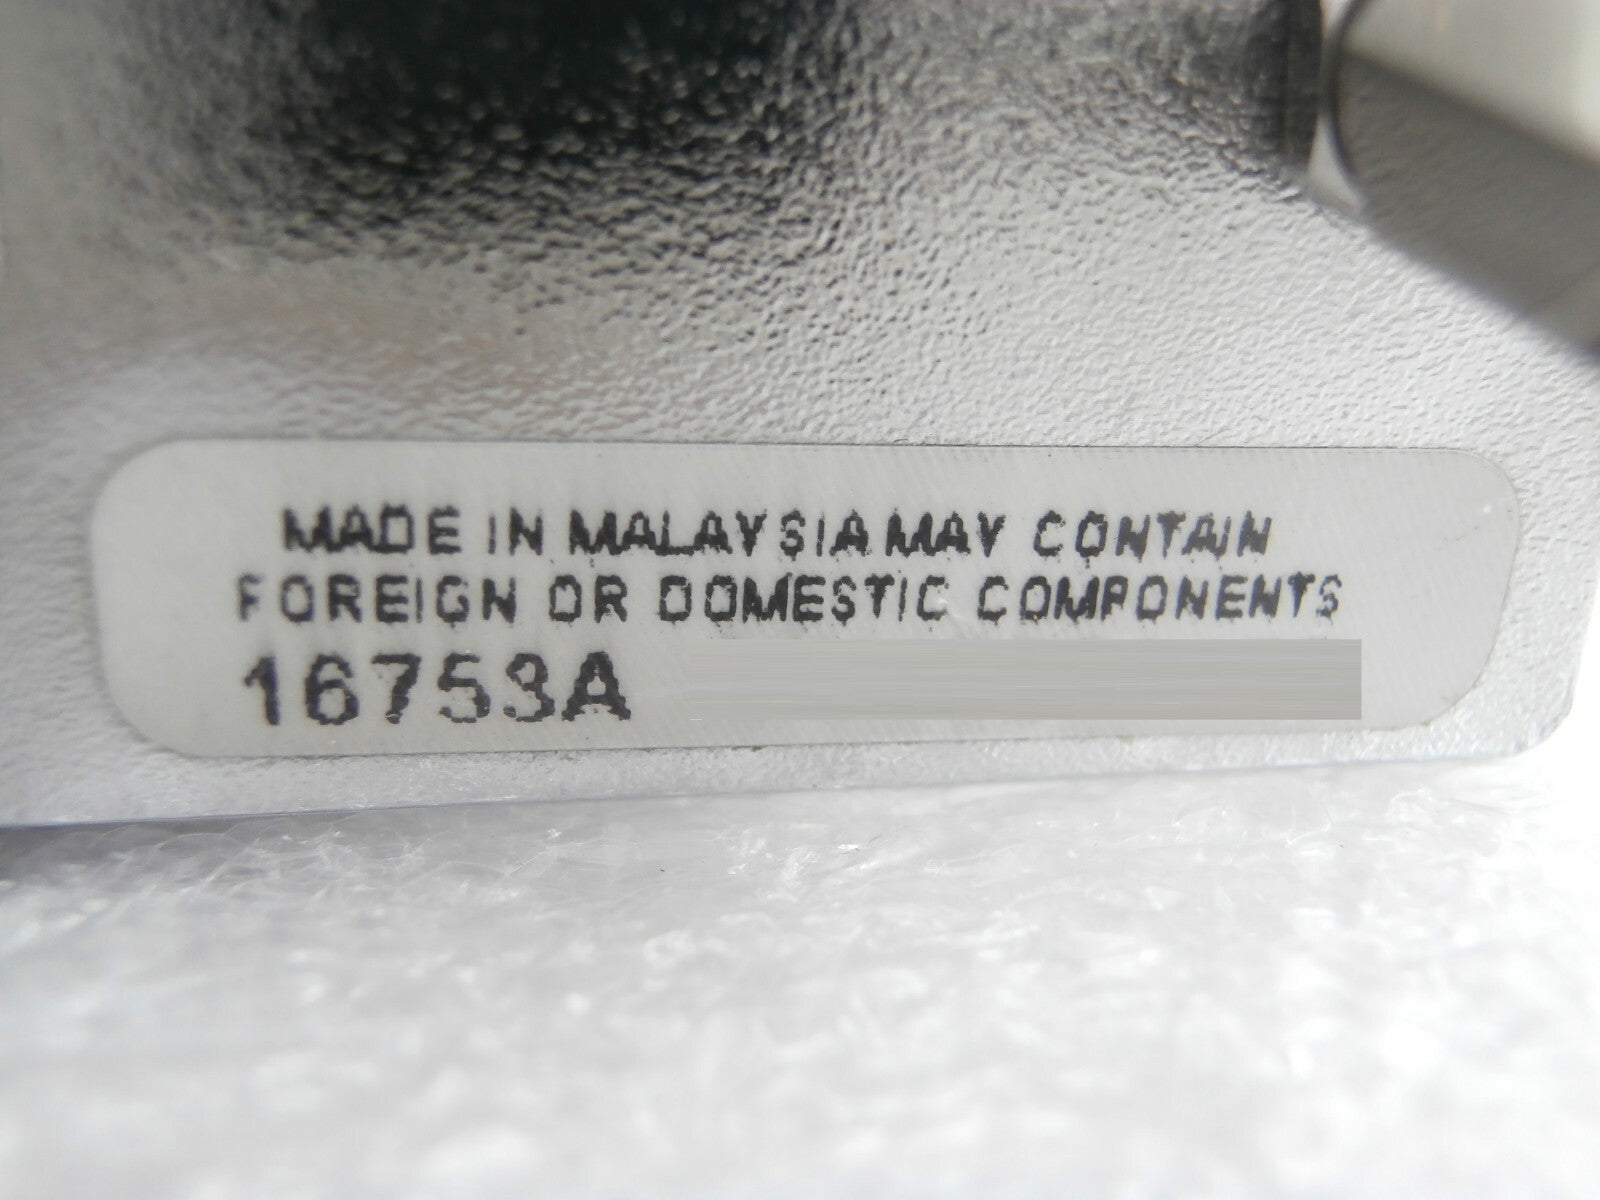 MADE IN MALAYSIA MAY CONTAIN
FOREIGN OR DOMESTIC COMPONENTS
16753A